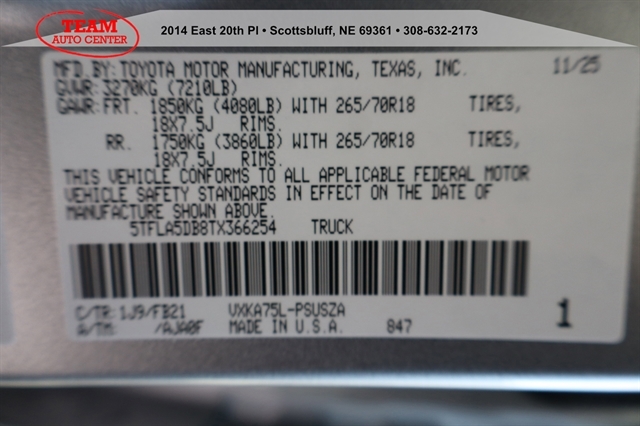 TEAM
AUTO CENTER
2014 East 20th Pl • Scottsbluff, NE 69361 • 308-632-2173
MFD. BY: TOYOTA MOTOR MANUFACTURING, TEXAS, INC. 11/25
GVWR: 3270KG (7210LB)
GAWR: FRT. 1850KG (4080LB) WITH 265/70R18 TIRES,
18X7.5J RIMS.
RR. 1750KG (3860LB) WITH 265/70R18 TIRES,
18X7.5J RIMS.
THIS VEHICLE CONFORMS TO ALL APPLICABLE FEDERAL MOTOR
VEHICLE SAFETY STANDARDS IN EFFECT ON THE DATE OF
MANUFACTURE SHOWN ABOVE.
5TFLA5DB8TX366254 TRUCK
C/TR: 1J9/FB21 VXKA75L-PSUSZA
A/TM: /AJA0F MADE IN U.S.A. 847 1